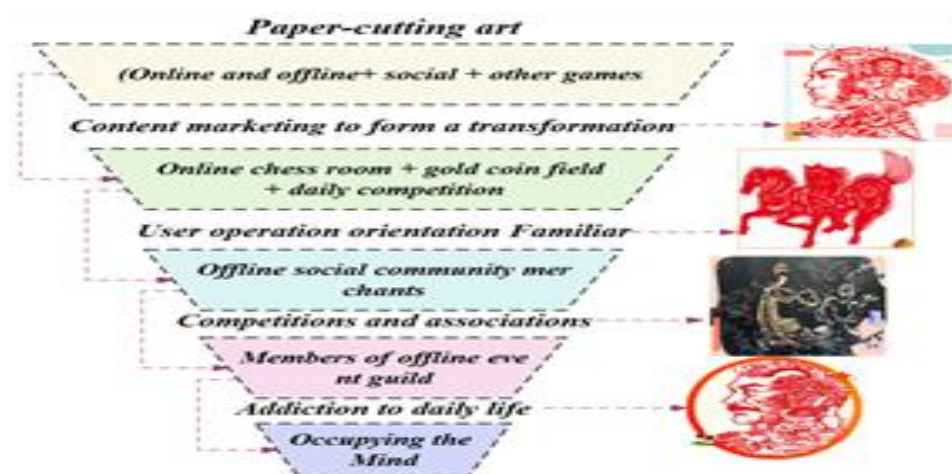 Paper-cutting art
(Online and offline+ social + other games
Content marketing to form a transformation
Online chess room + gold coin field
+ daily competition
User operation orientation Familiar
Offline social community mer
chants
Competitions and associations
Members of offline eve
nt guild
Addiction to daily life
Occupying the
Mind